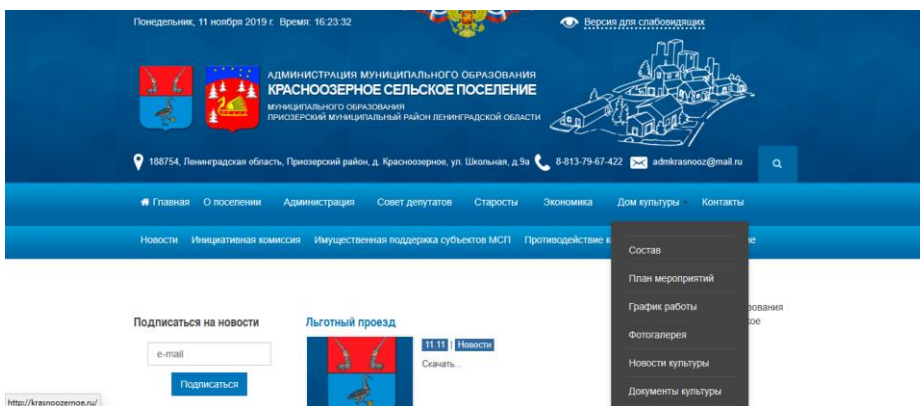 Понедельник, 11 ноября 2019 г. Время: 16:23:32
Версия для слабовидящих
АДМИНИСТРАЦИЯ МУНИЦИПАЛЬНОГО ОБРАЗОВАНИЯ
КРАСНООЗЕРНОЕ СЕЛЬСКОЕ ПОСЕЛЕНИЕ
МУНИЦИПАЛЬНОГО ОБРАЗОВАНИЯ
ПРИОЗЕРСКИЙ МУНИЦИПАЛЬНЫЙ РАЙОН ЛЕНИНГРАДСКОЙ ОБЛАСТИ
188754, Ленинградская область, Приозерский район, д. Красноозерное, ул. Школьная, д.9а 8-813-79-67-422 admkrasnooz@mail.ru
Главная О поселении Администрация Совет депутатов Старосты Экономика Дом культуры Контакты
Новости Инициативная комиссия Имущественная поддержка субъектов МСП Противодействие
Состав
План мероприятий
График работы
Фотогалерея
Новости культуры
Документы культуры
Подписаться на новости
e-mail
Подписаться
Льготный проезд
11.11 | Новости
Скачать...
http://krasnoozernoe.ru/